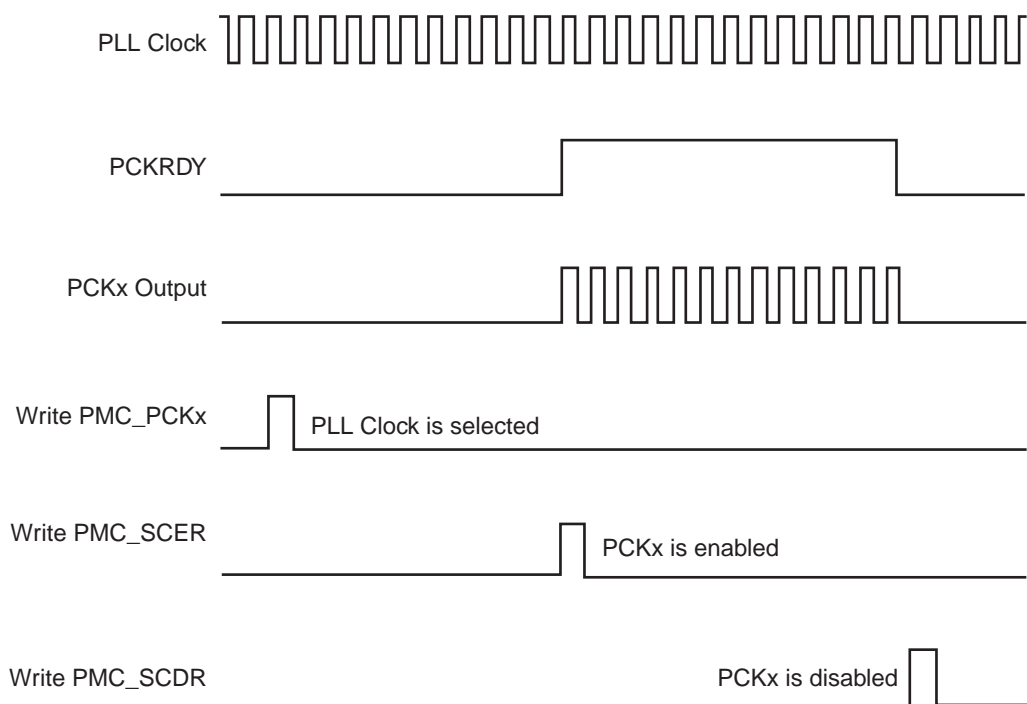 PLL Clock
PCKRDY
PCKx Output
Write PMC_PCKx
PLL Clock is selected
Write PMC_SCER
PCKx is enabled
Write PMC_SCDR
PCKx is disabled